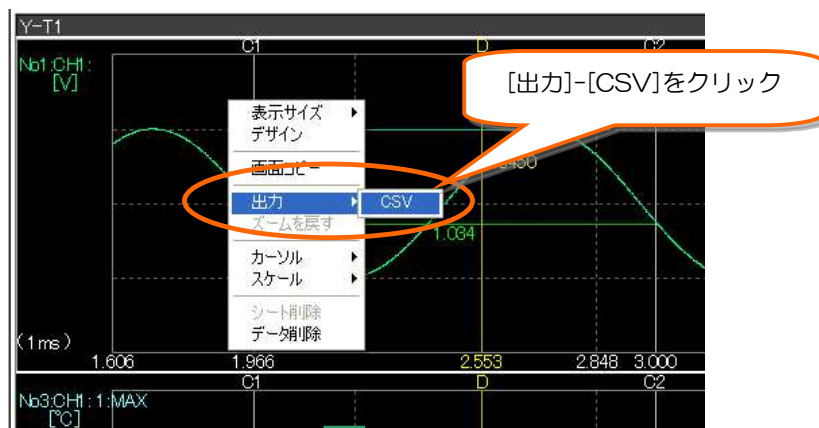 Y-T1
C1 D C2
No1:CH1:
[V]
[出力]-[CSV]をクリック
表示サイズ
デザイン
画面コピー
出力 CSV
ズームを戻す
1.034
カーソル
スケール
シート削除
データ削除
(1ms)
1.606 1.966 2.553 2.848 3.000
C1 D C2
No3:CH1:1:MAX
[℃]